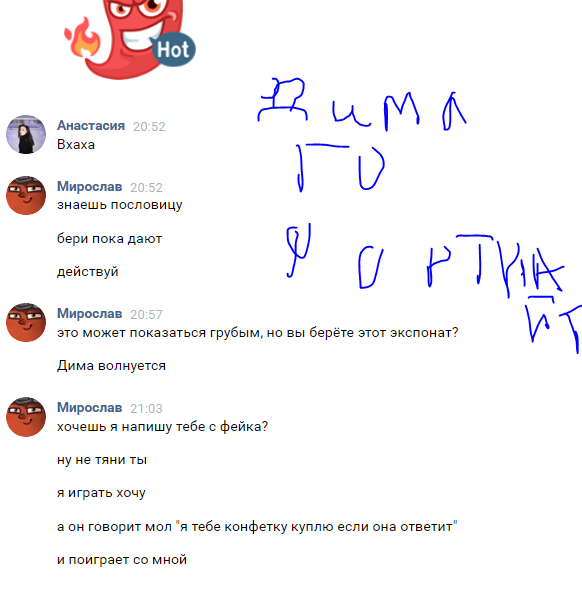 Hot
Анастасия 20:52
Вхаха
Мирослав 20:52
знаешь пословицу
бери пока дают
действуй
Мирослав 20:57
это может показаться грубым, но вы берёте этот экспонат?
Дима волнуется
Мирослав 21:03
хочешь я напишу тебе с фейка?
ну не тяни ты
я играть хочу
а он говорит мол "я тебе конфетку куплю если она ответит"
и поиграет со мной
Дима
го